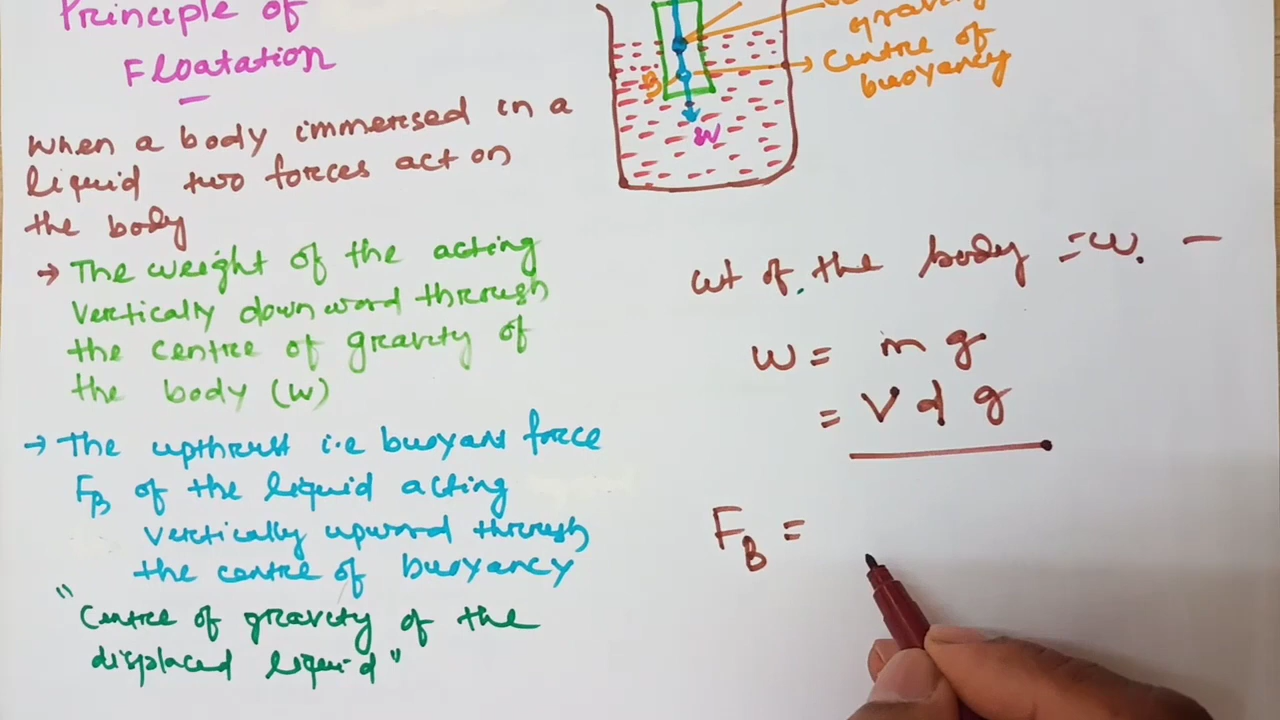 Principle of
Floatation
When a body immersed in a
liquid two forces act on
the body
→ The weight of the acting
vertically downword through
the centre of gravity of
the body (W)
→ The upthrust i.e buoyant force
FB of the liquid acting
vertically upword through
the centre of buoyancy
"Centre of gravity of the
displaced liquid"
Centre of
buoyancy
B
W
wt of the body = W. —
W = m g
= V d g
FB =